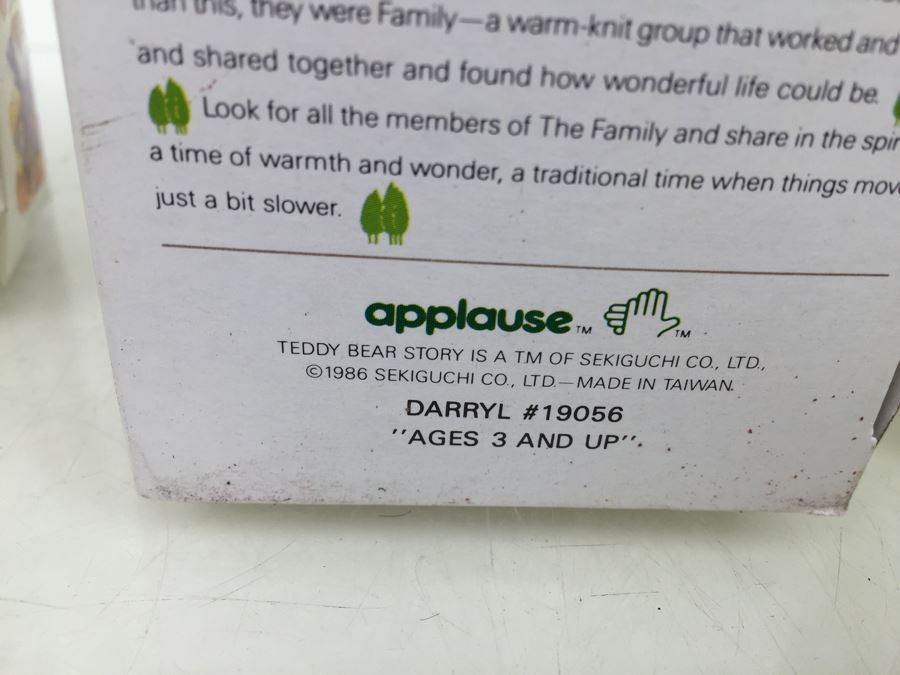 than this, they were Family—a warm-knit group that worked and
and shared together and found how wonderful life could be.
Look for all the members of The Family and share in the
a time of warmth and wonder, a traditional time when things
just a bit slower.
applause™ ™
TEDDY BEAR STORY IS A TM OF SEKIGUCHI CO., LTD.,
©1986 SEKIGUCHI CO., LTD.—MADE IN TAIWAN.
DARRYL #19056
"AGES 3 AND UP".